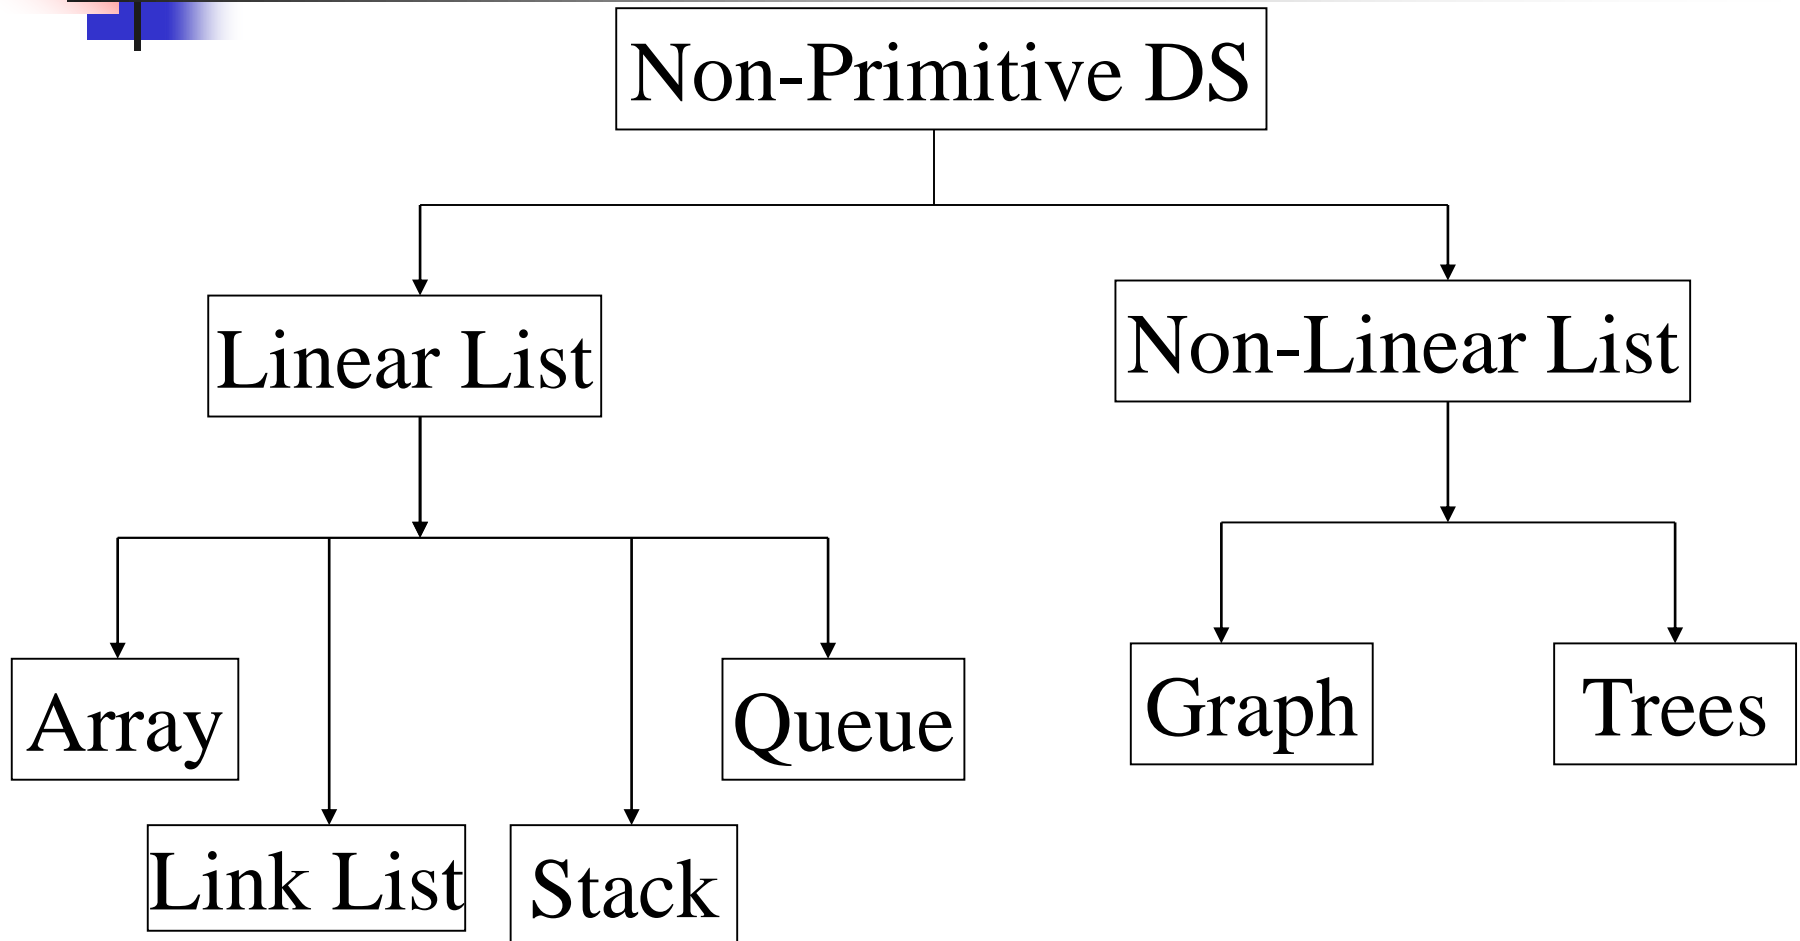 Non-Primitive DS
Linear List
Non-Linear List
Array
Queue
Graph
Trees
Link List
Stack